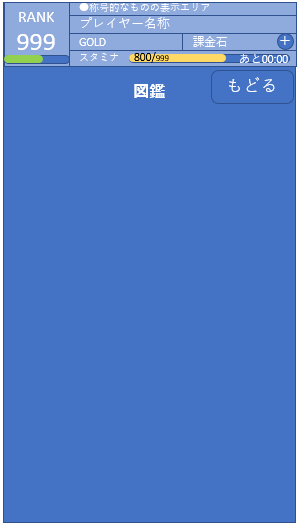 RANK
999
●称号的なものの表示エリア
プレイヤー名称
GOLD
課金石
+
スタミナ
800/999
あと00:00
図鑑
もどる